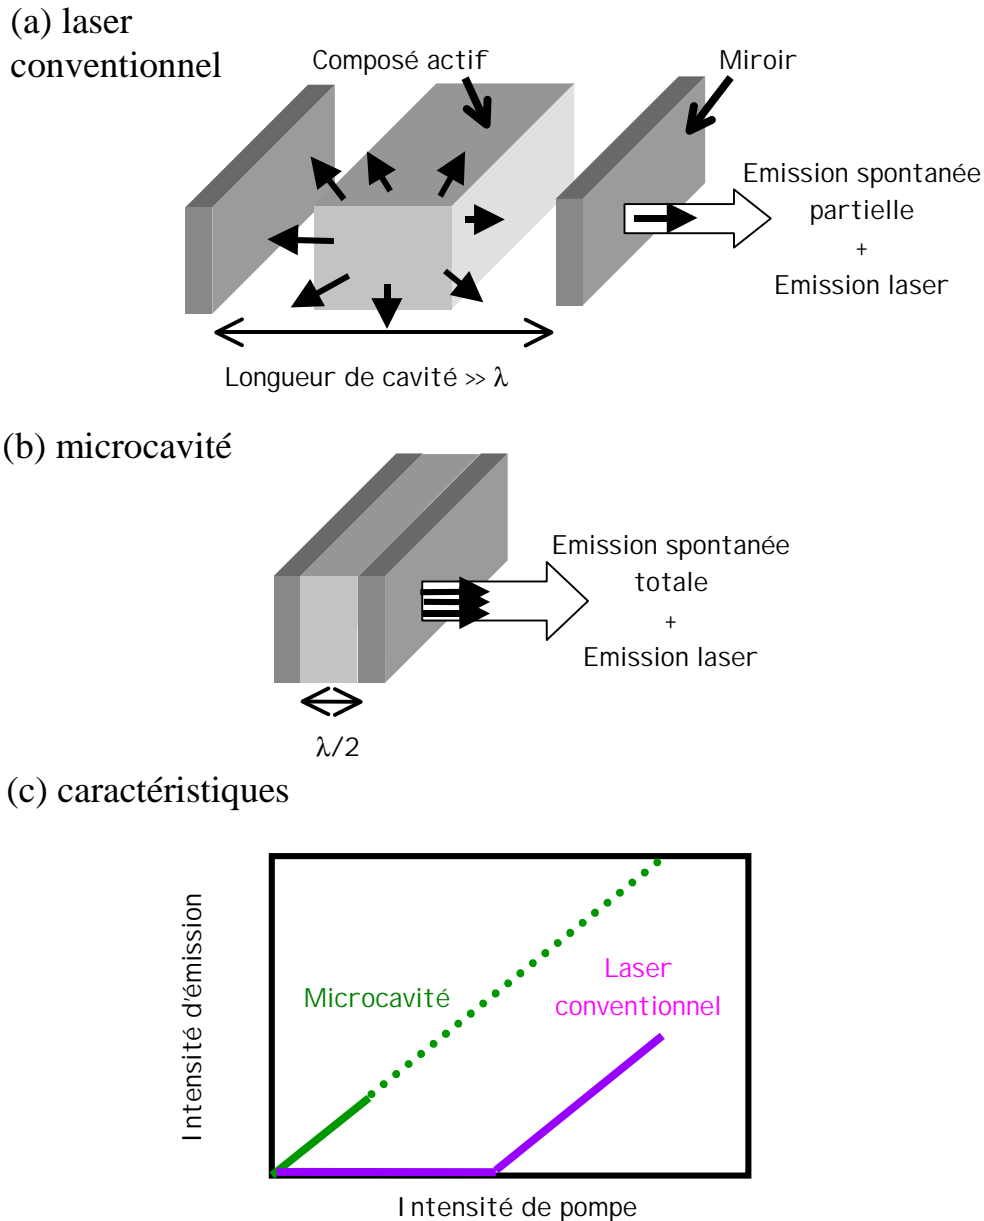 (a) laser
conventionnel
Composé actif
Miroir
Emission spontanée
partielle
+
Emission laser
Longueur de cavité >> λ
(b) microcavité
Emission spontanée
totale
+
Emission laser
λ/2
(c) caractéristiques
Intensité d'émission
Microcavité
Laser
conventionnel
Intensité de pompe